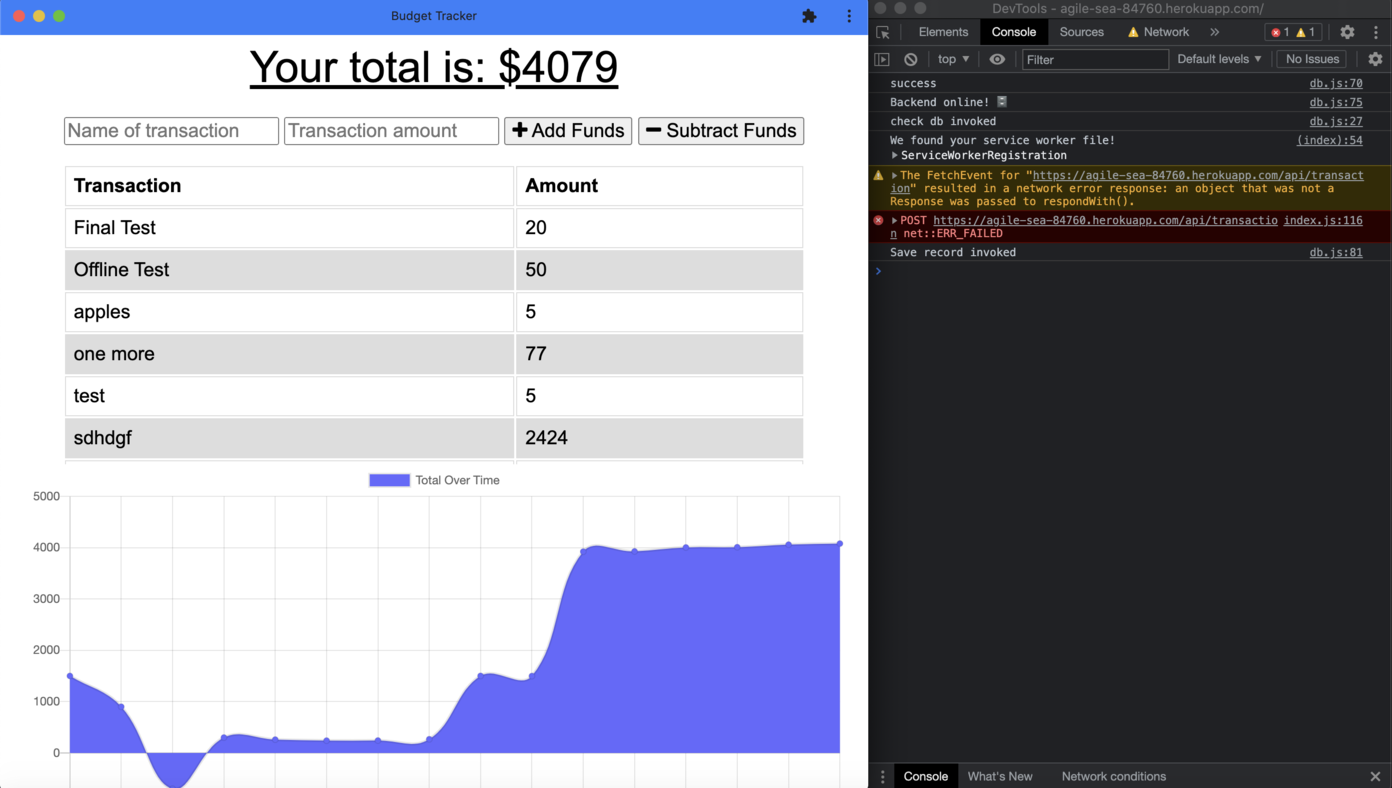 Budget Tracker
Your total is: $4079
Name of transaction Transaction amount Add Funds Subtract Funds
Transaction Amount
Final Test 20
Offline Test 50
apples 5
one more 77
test 5
sdhdgf 2424
Total Over Time
5000
4000
3000
2000
1000
0
DevTools - agile-sea-84760.herokuapp.com/
Elements Console Sources Network » 1 1
top ▼ Filter Default levels ▼ No Issues
success db.js:70
Backend online! db.js:75
check db invoked db.js:27
We found your service worker file! (index):54
ServiceWorkerRegistration
The FetchEvent for "https://agile-sea-84760.herokuapp.com/api/transact
ion" resulted in a network error response: an object that was not a
Response was passed to respondWith().
POST https://agile-sea-84760.herokuapp.com/api/transactio index.js:116
n net::ERR_FAILED
Save record invoked db.js:81
Console What's New Network conditions